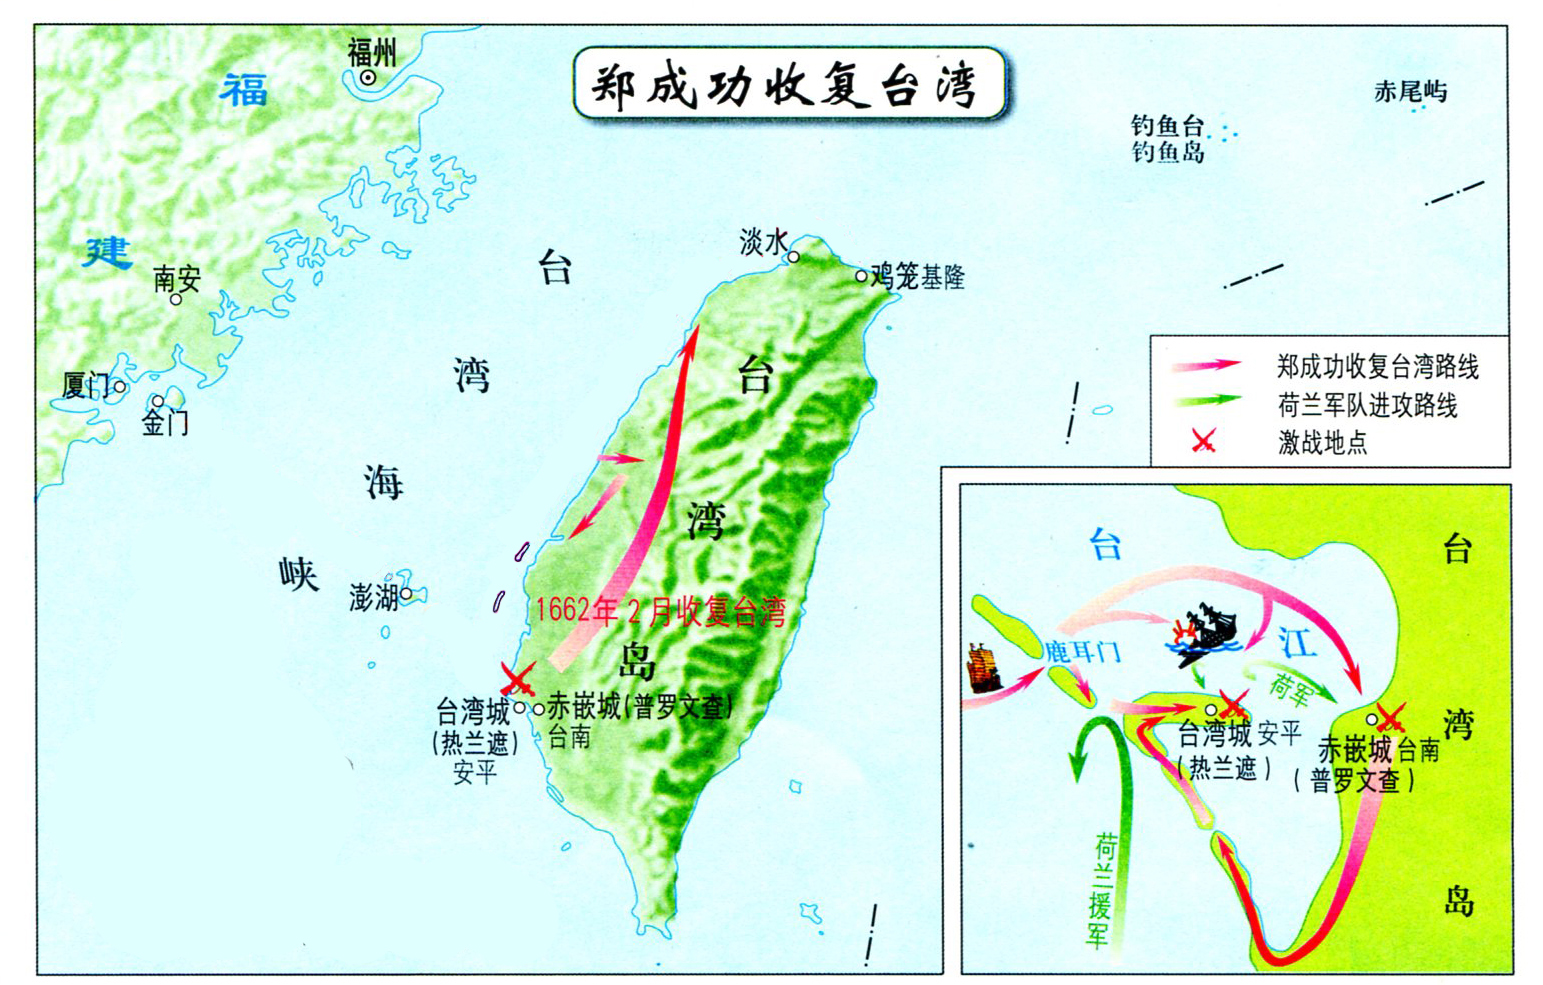 郑成功收复台湾
福州
福
建
南安
厦门
金门
赤尾屿
钓鱼台
钓鱼岛
淡水
鸡笼 基隆
台
湾
海
峡
澎湖
台
湾
岛
1662年2月收复台湾
台湾城
(热兰遮)
安平
赤嵌城(普罗文查)
台南
郑成功收复台湾路线
荷兰军队进攻路线
激战地点
台
江
鹿耳门
荷军
台湾城 安平
(热兰遮)
赤嵌城 台南
(普罗文查)
荷兰援军
台
湾
岛